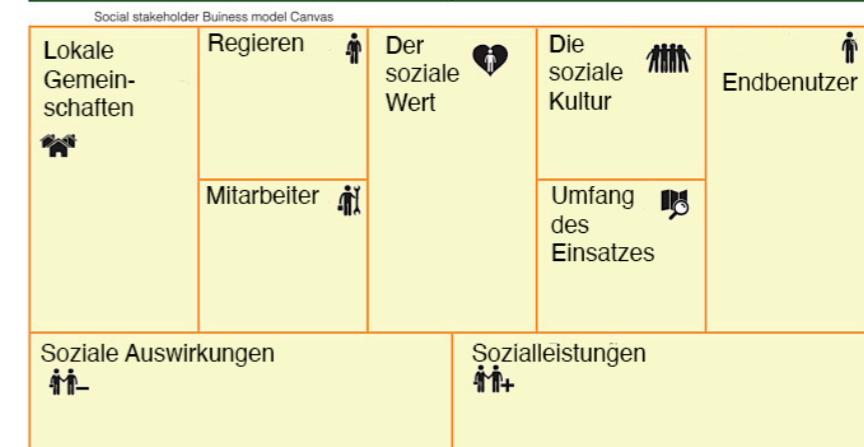 Social stakeholder Buiness model Canvas
Lokale
Gemein-
schaften
Regieren
Mitarbeiter
Der
soziale
Wert
Die
soziale
Kultur
Umfang
des
Einsatzes
Endbenutzer
Soziale Auswirkungen
Sozialleistungen